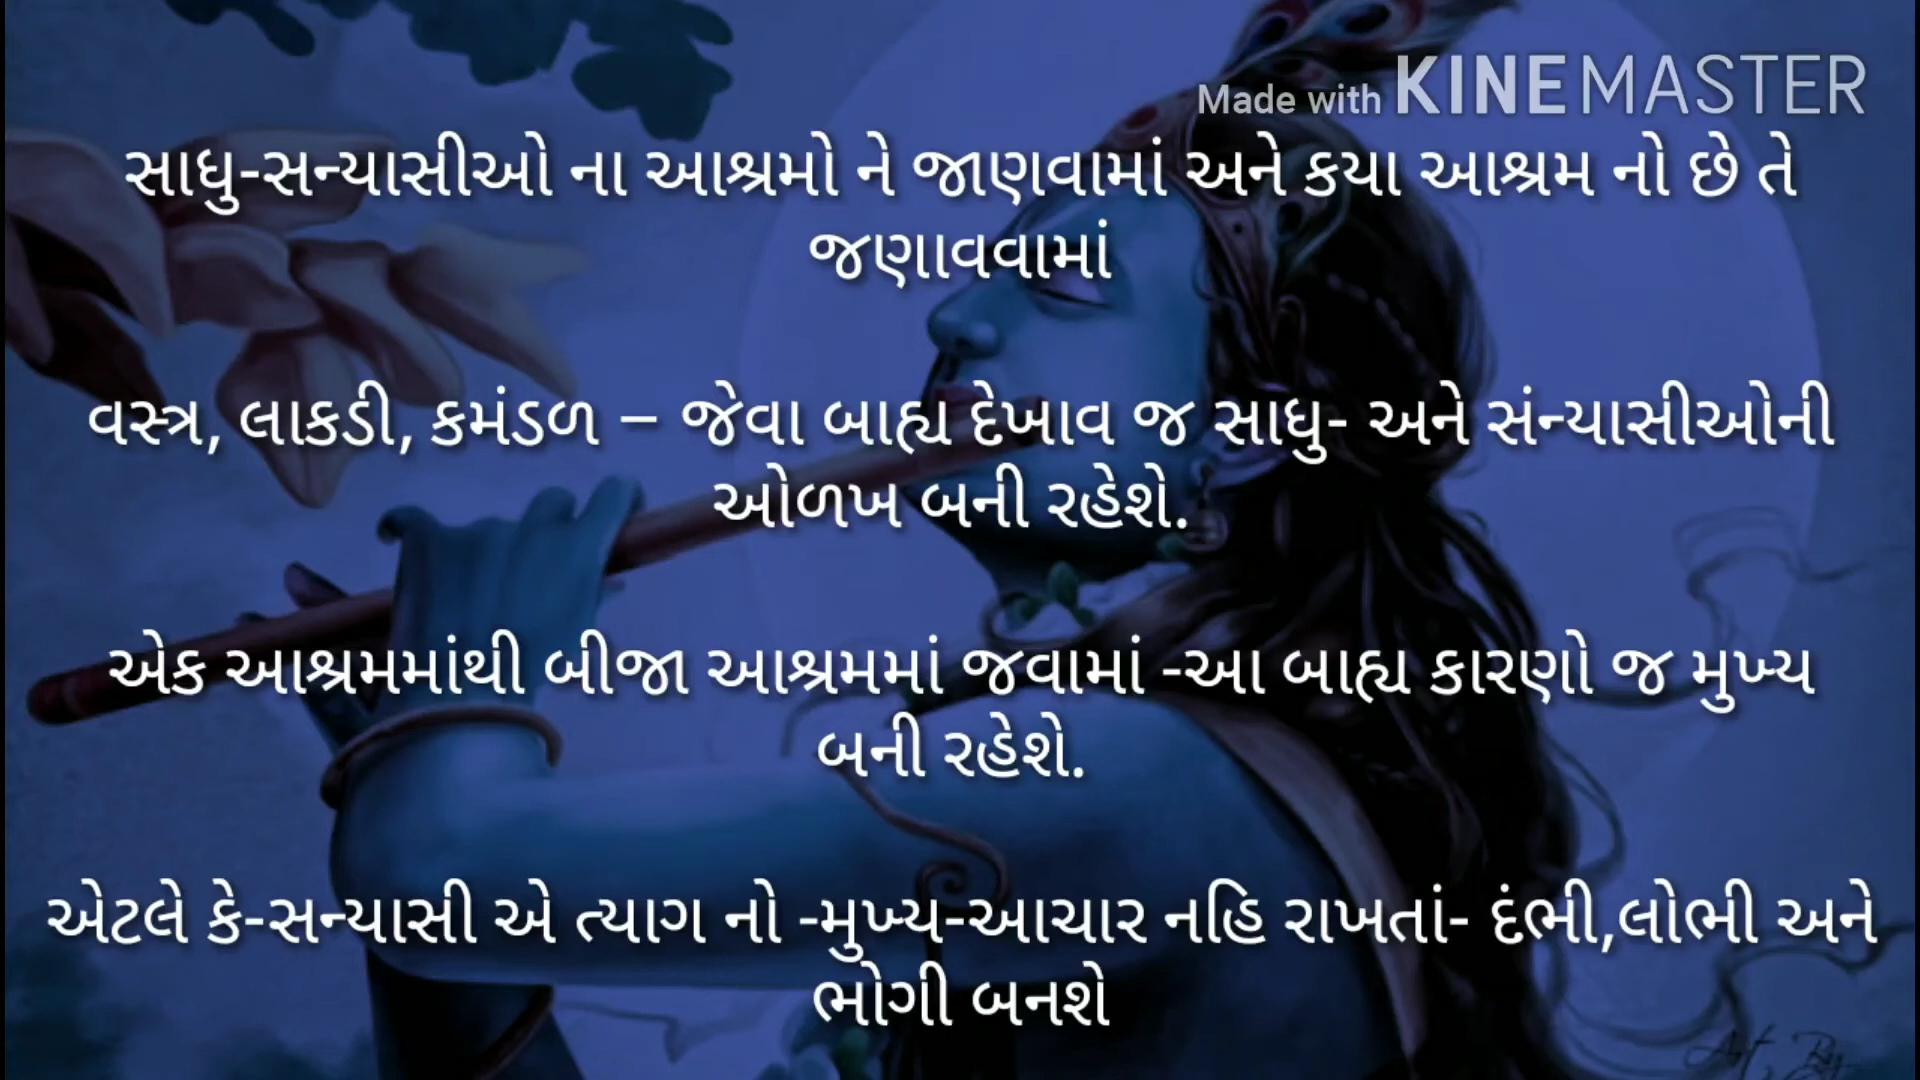 Made with KINEMASTER
સાધુ-સન્યાસીઓ ના આશ્રમો ને જાણવામાં અને કયા આશ્રમ નો છે તે
જણાવવામાં
વસ્ત્ર, લાકડી, કમંડળ – જેવા બાહ્ય દેખાવ જ સાધુ- અને સંન્યાસીઓની
ઓળખ બની રહેશે.
એક આશ્રમમાંથી બીજા આશ્રમમાં જવામાં -આ બાહ્ય કારણો જ મુખ્ય
બની રહેશે.
એટલે કે-સન્યાસી એ ત્યાગ નો -મુખ્ય-આચાર નહિ રાખતાં- દંભી,લોભી અને
ભોગી બનશે